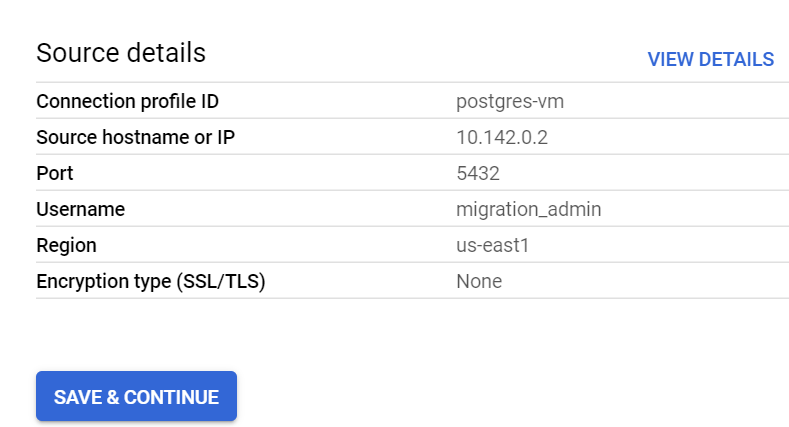 Source details
VIEW DETAILS
Connection profile ID postgres-vm
Source hostname or IP 10.142.0.2
Port 5432
Username migration_admin
Region us-east1
Encryption type (SSL/TLS) None
SAVE & CONTINUE